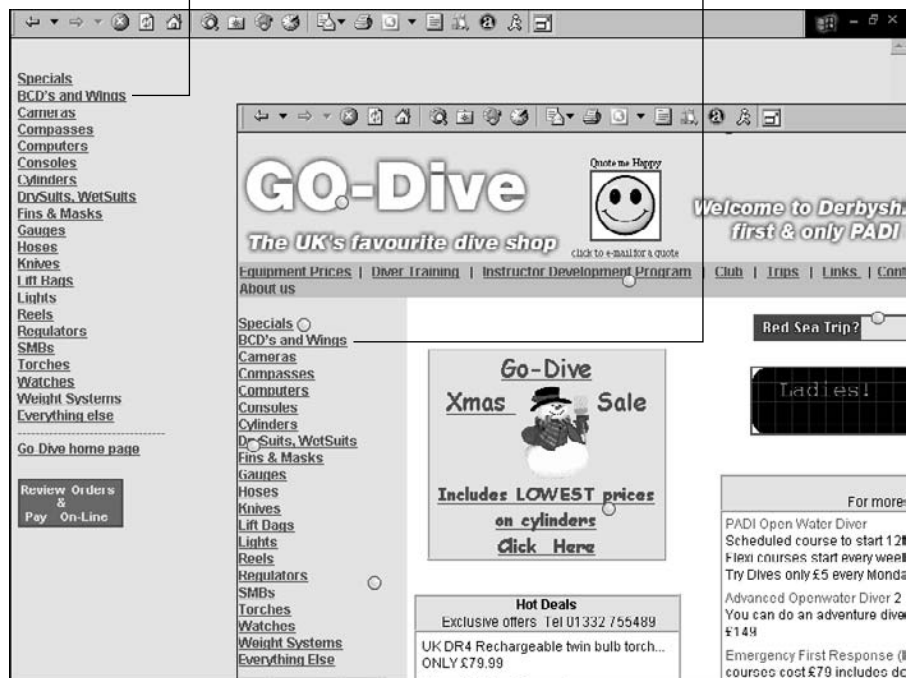 Specials
BCD's and Wings
Cameras
Compasses
Computers
Consoles
Cylinders
DrySuits, WetSuits
Fins & Masks
Gauges
Hoses
Knives
Lift Bags
Lights
Reels
Regulators
SMBs
Torches
Watches
Weight Systems
Everything else
Go Dive home page
Review Orders
&
Pay On-Line
GO-Dive
The UK's favourite dive shop
Quote me Happy
click to e-mail for a quote
Welcome to Derbysh
first & only PADI
Equipment Prices | Diver Training | Instructor Development Program | Club | Trips | Links | Cont
About us
Specials
BCD's and Wings
Cameras
Compasses
Computers
Consoles
Cylinders
DrySuits, WetSuits
Fins & Masks
Gauges
Hoses
Knives
Lift Bags
Lights
Reels
Regulators
SMBs
Torches
Watches
Weight Systems
Everything Else
Go-Dive
Xmas Sale
Includes LOWEST prices
on cylinders
Click Here
Hot Deals
Exclusive offers Tel 01332 755489
UK DR4 Rechargeable twin bulb torch...
ONLY £79.99
Red Sea Trip?
Ladies!
For more
PADI Open Water Diver
Scheduled course to start 12
Flexi courses start every
Try Dives only £5 every Monda
Advanced Openwater Diver 2
You can do an adventure dive
£149
Emergency First Response
courses cost £79 includes